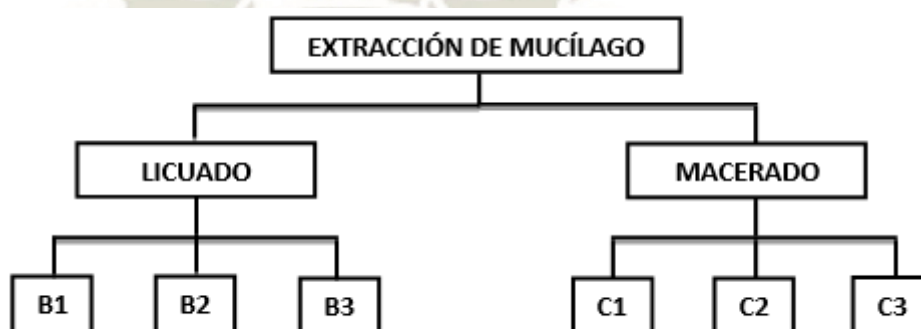 EXTRACCIÓN DE MUCÍLAGO
LICUADO MACERADO
B1 B2 B3 C1 C2 C3